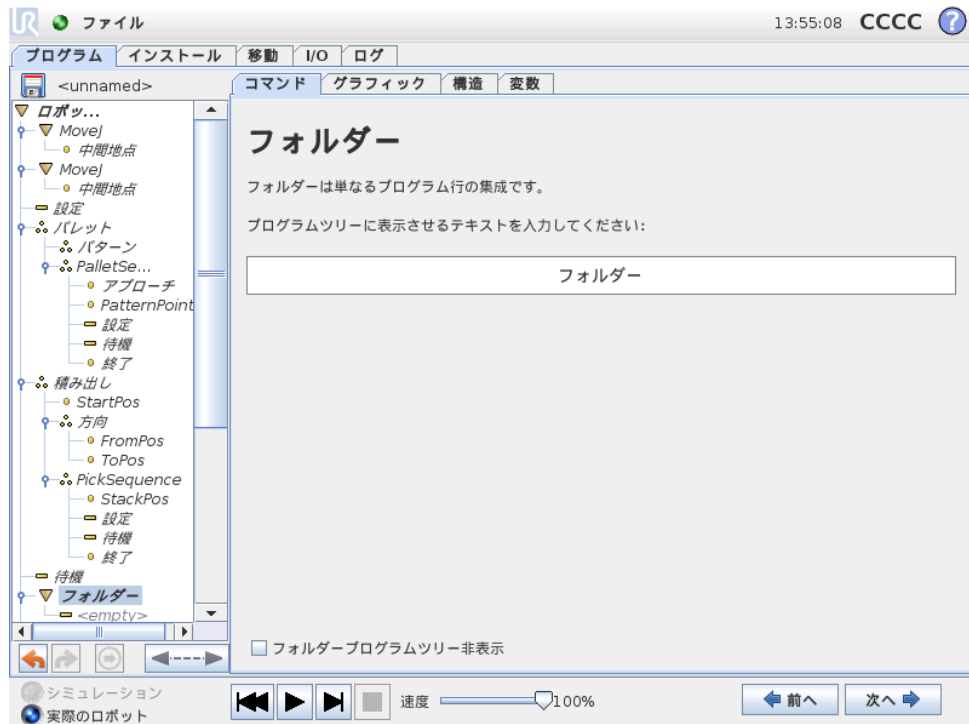 UR ファイル 13:55:08 CCCC ?
プログラム インストール 移動 I/O ログ
<unnamed>
コマンド グラフィック 構造 変数
ロボッ...
MoveJ
中間地点
MoveJ
中間地点
設定
パレット
パターン
PalletSe...
アプローチ
PatternPoint
設定
待機
終了
積み出し
StartPos
方向
FromPos
ToPos
PickSequence
StackPos
設定
待機
終了
待機
フォルダー
<empty>
フォルダー
フォルダーは単なるプログラム行の集成です。
プログラムツリーに表示させるテキストを入力してください:
フォルダー
フォルダープログラムツリー非表示
シミュレーション
実際のロボット
速度 100%
前へ 次へ